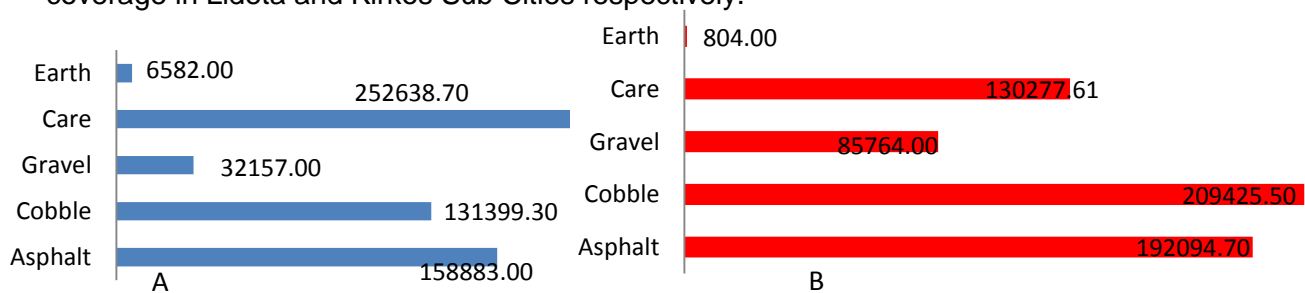 coverage in Lideta and Kirkos Sub Cities respectively.
Earth 6582.00
Care 252638.70
Gravel 32157.00
Cobble 131399.30
Asphalt 158883.00
A
Earth 804.00
Care 130277.61
Gravel 85764.00
Cobble 209425.50
Asphalt 192094.70
B